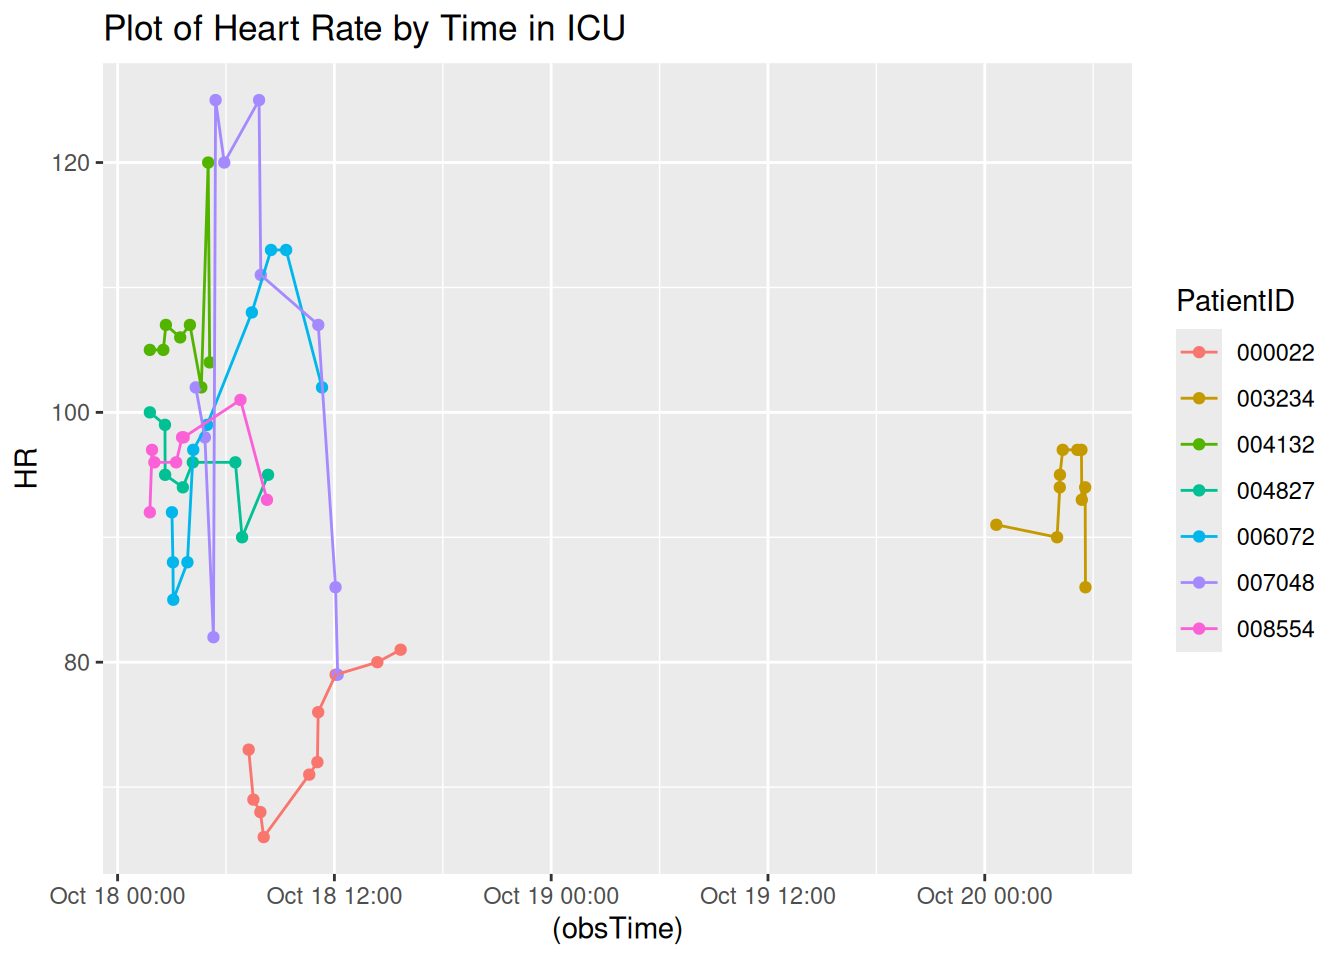 Plot of Heart Rate by Time in ICU
120
100
80
HR
Oct 18 00:00
Oct 18 12:00
Oct 19 00:00
Oct 19 12:00
Oct 20 00:00
(obsTime)
PatientID
000022
003234
004132
004827
006072
007048
008554